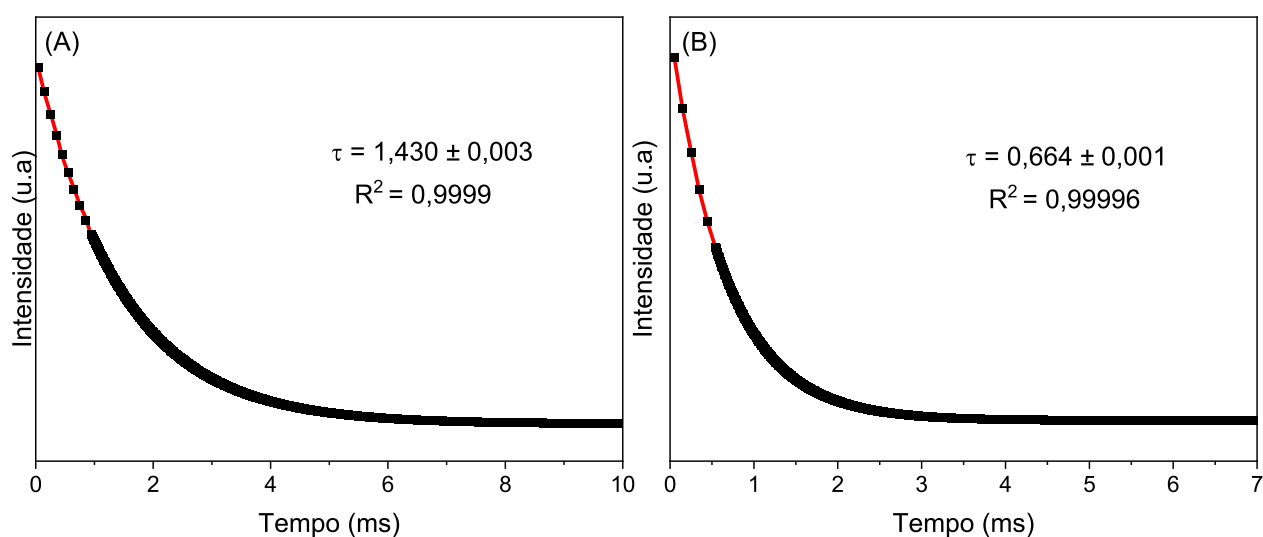 (A)
τ = 1,430 ± 0,003
R² = 0,9999
Intensidade (u.a)
0 2 4 6 8 10
Tempo (ms)
(B)
τ = 0,664 ± 0,001
R² = 0,99996
Intensidade (u.a)
0 1 2 3 4 5 6 7
Tempo (ms)